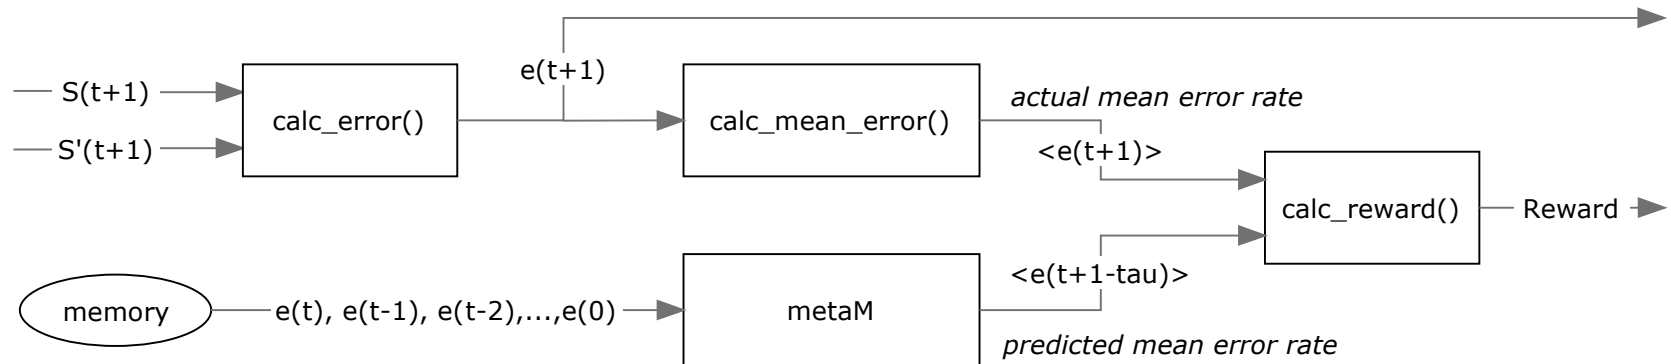 e(t+1)
S(t+1)
S'(t+1)
calc_error()
calc_mean_error()
actual mean error rate
<e(t+1)>
calc_reward()
Reward
memory
e(t), e(t-1), e(t-2),...,e(0)
metaM
<e(t+1-tau)>
predicted mean error rate